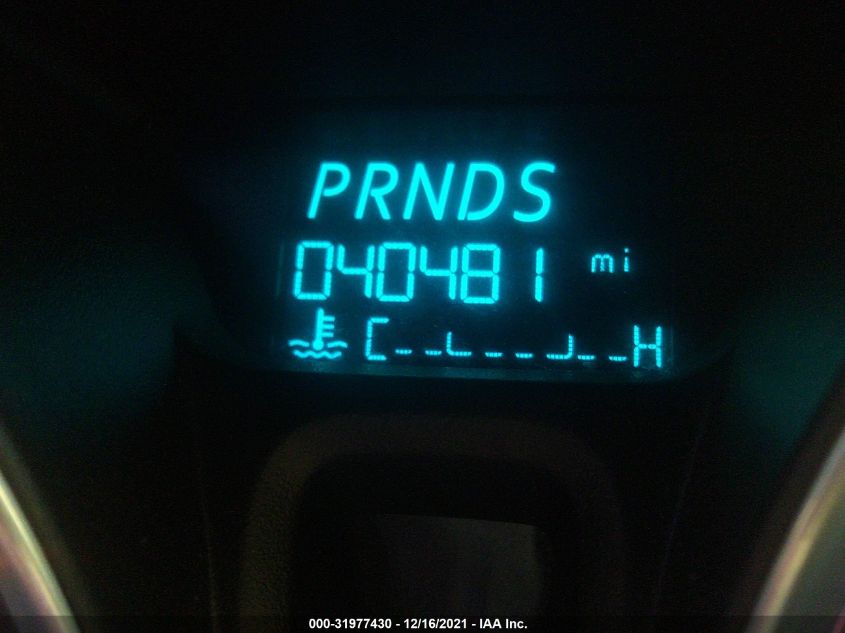 PRNDS
040481 mi
C H
000-31977430 - 12/16/2021 - IAA Inc.